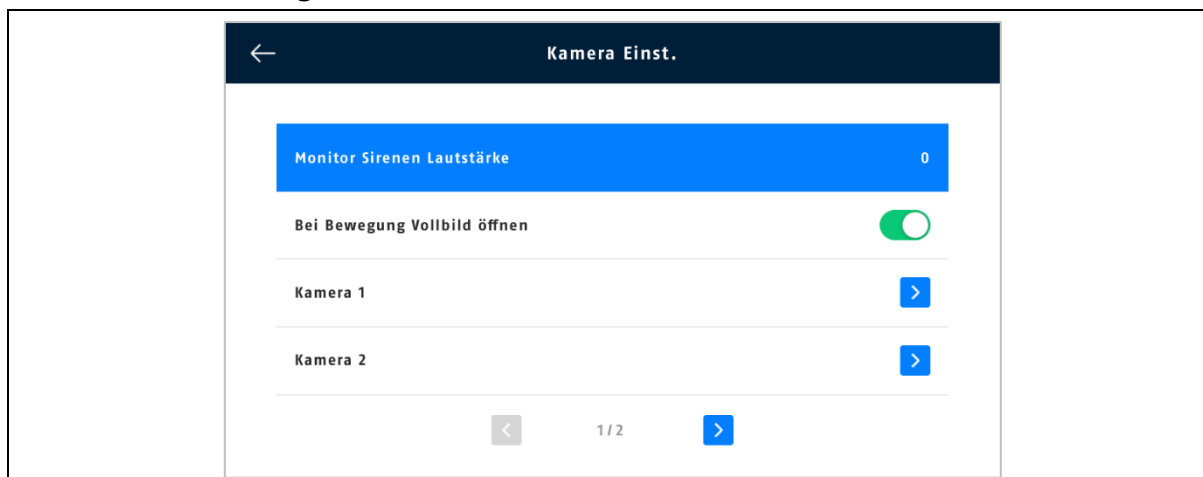 Kamera Einst.
Monitor Sirenen Lautstärke 0
Bei Bewegung Vollbild öffnen
Kamera 1
Kamera 2
1/2